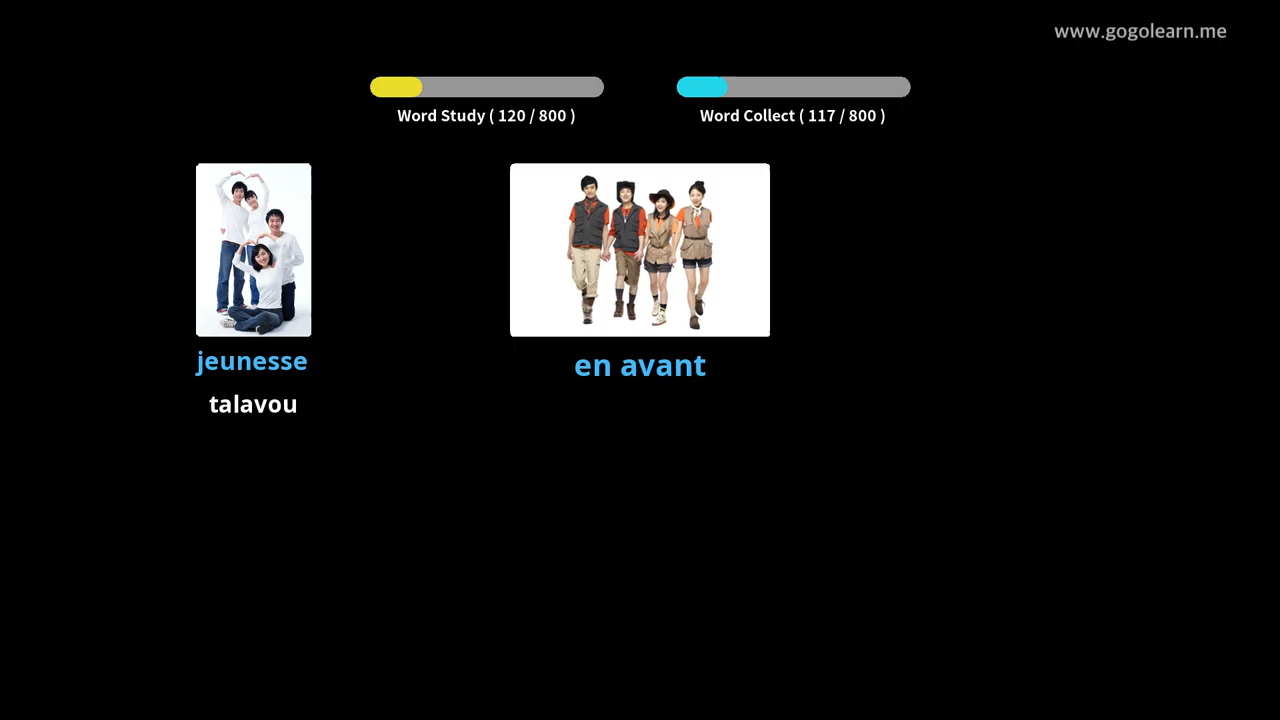 www.gogolearn.me
Word Study ( 120 / 800 )
Word Collect ( 117 / 800 )
jeunesse
talavou
en avant